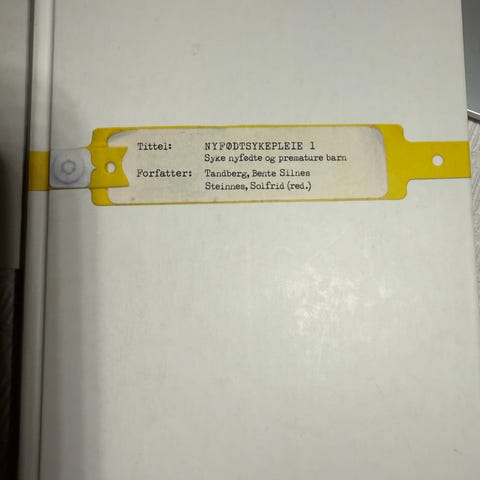 Tittel: NYFØDTSYKEPLEIE 1
Syke nyfødte og premature barn
Forfatter: Tandberg, Bente Silnes
Steinnes, Solfrid (red.)